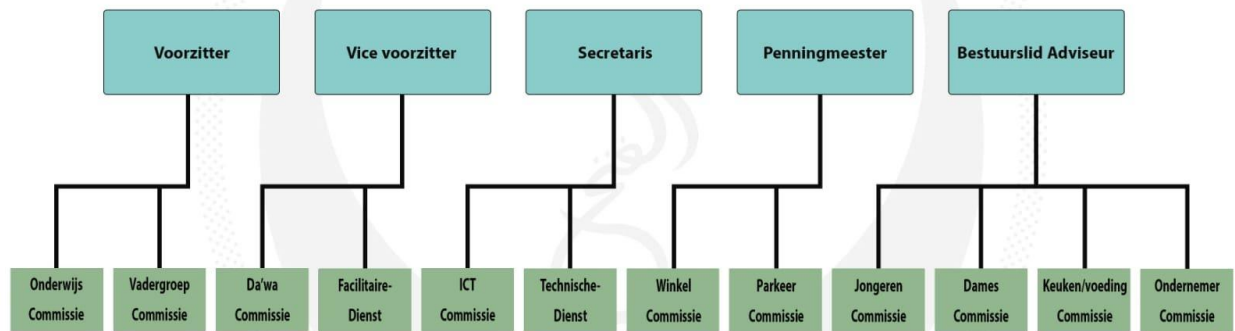 Voorzitter
Vice voorzitter
Secretaris
Penningmeester
Bestuurslid Adviseur
Onderwijs
Commissie
Vadergroep
Commissie
Da'wa
Commissie
Facilitaire-
Dienst
ICT
Commissie
Technische-
Dienst
Winkel
Commissie
Parkeer
Commissie
Jongeren
Commissie
Dames
Commissie
Keuken/voeding
Commissie
Ondernemer
Commissie